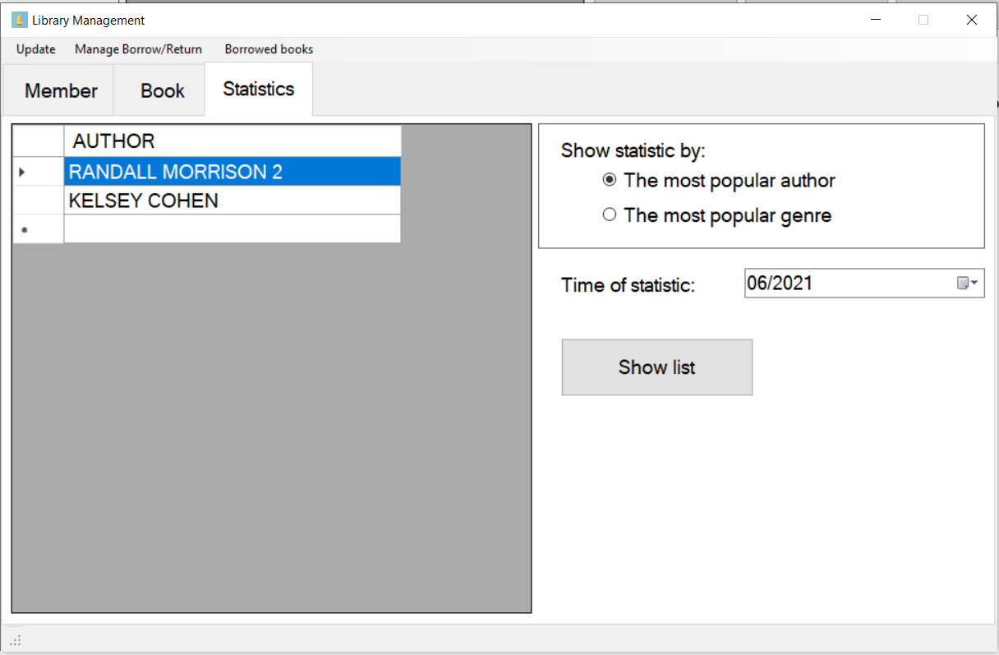 Library Management
Update Manage Borrow/Return Borrowed books
Member Book Statistics
AUTHOR
RANDALL MORRISON 2
KELSEY COHEN
Show statistic by:
The most popular author
The most popular genre
Time of statistic: 06/2021
Show list